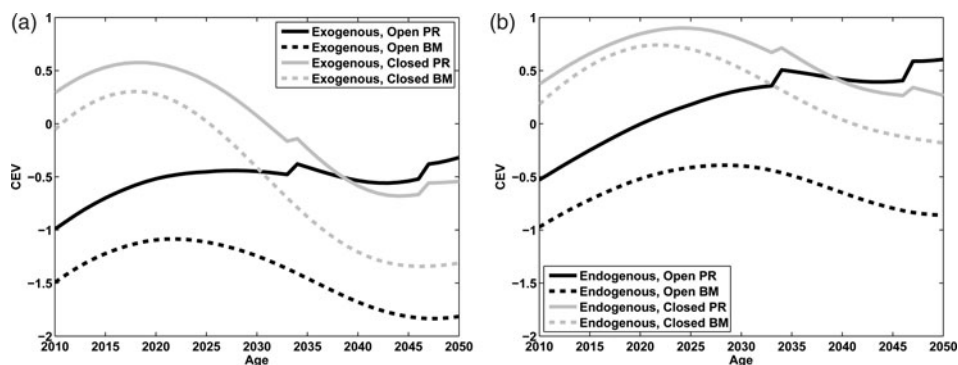 (a)
1
0.5
0
−0.5
−1
−1.5
−2
CEV
2010 2015 2020 2025 2030 2035 2040 2045 2050
Age
Exogenous, Open PR
Exogenous, Open BM
Exogenous, Closed PR
Exogenous, Closed BM
(b)
1
0.5
0
−0.5
−1
−1.5
−2
CEV
2010 2015 2020 2025 2030 2035 2040 2045 2050
Age
Endogenous, Open PR
Endogenous, Open BM
Endogenous, Closed PR
Endogenous, Closed BM